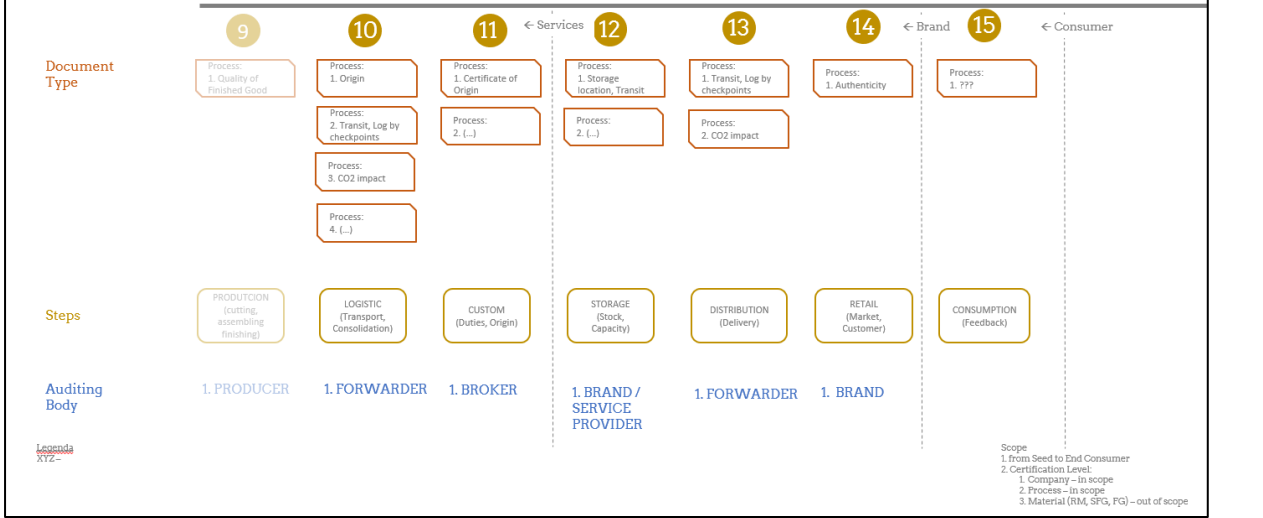 9
10
11
← Services
12
13
14
← Brand
15
← Consumer
Document
Type
Process:
1. Quality of
Finished Good
Process:
1. Origin
Process:
2. Transit, Log by
checkpoints
Process:
3. CO2 impact
Process:
4. (...)
Process:
1. Certificate of
Origin
Process:
2. (...)
Process:
1. Storage
location, Transit
Process:
2. (...)
Process:
1. Transit, Log by
checkpoints
Process:
2. CO2 impact
Process:
1. Authenticity
Process:
1. ???
Steps
PRODUTCION
(cutting,
assembling
finishing)
LOGISTIC
(Transport,
Consolidation)
CUSTOM
(Duties, Origin)
STORAGE
(Stock,
Capacity)
DISTRIBUTION
(Delivery)
RETAIL
(Market,
Customer)
CONSUMPTION
(Feedback)
Auditing
Body
1. PRODUCER
1. FORWARDER
1. BROKER
1. BRAND /
SERVICE
PROVIDER
1. FORWARDER
1. BRAND
Legenda
XYZ–
Scope
1. from Seed to End Consumer
2. Certification Level:
1. Company – in scope
2. Process – in scope
3. Material (RM, SFG, FG) – out of scope